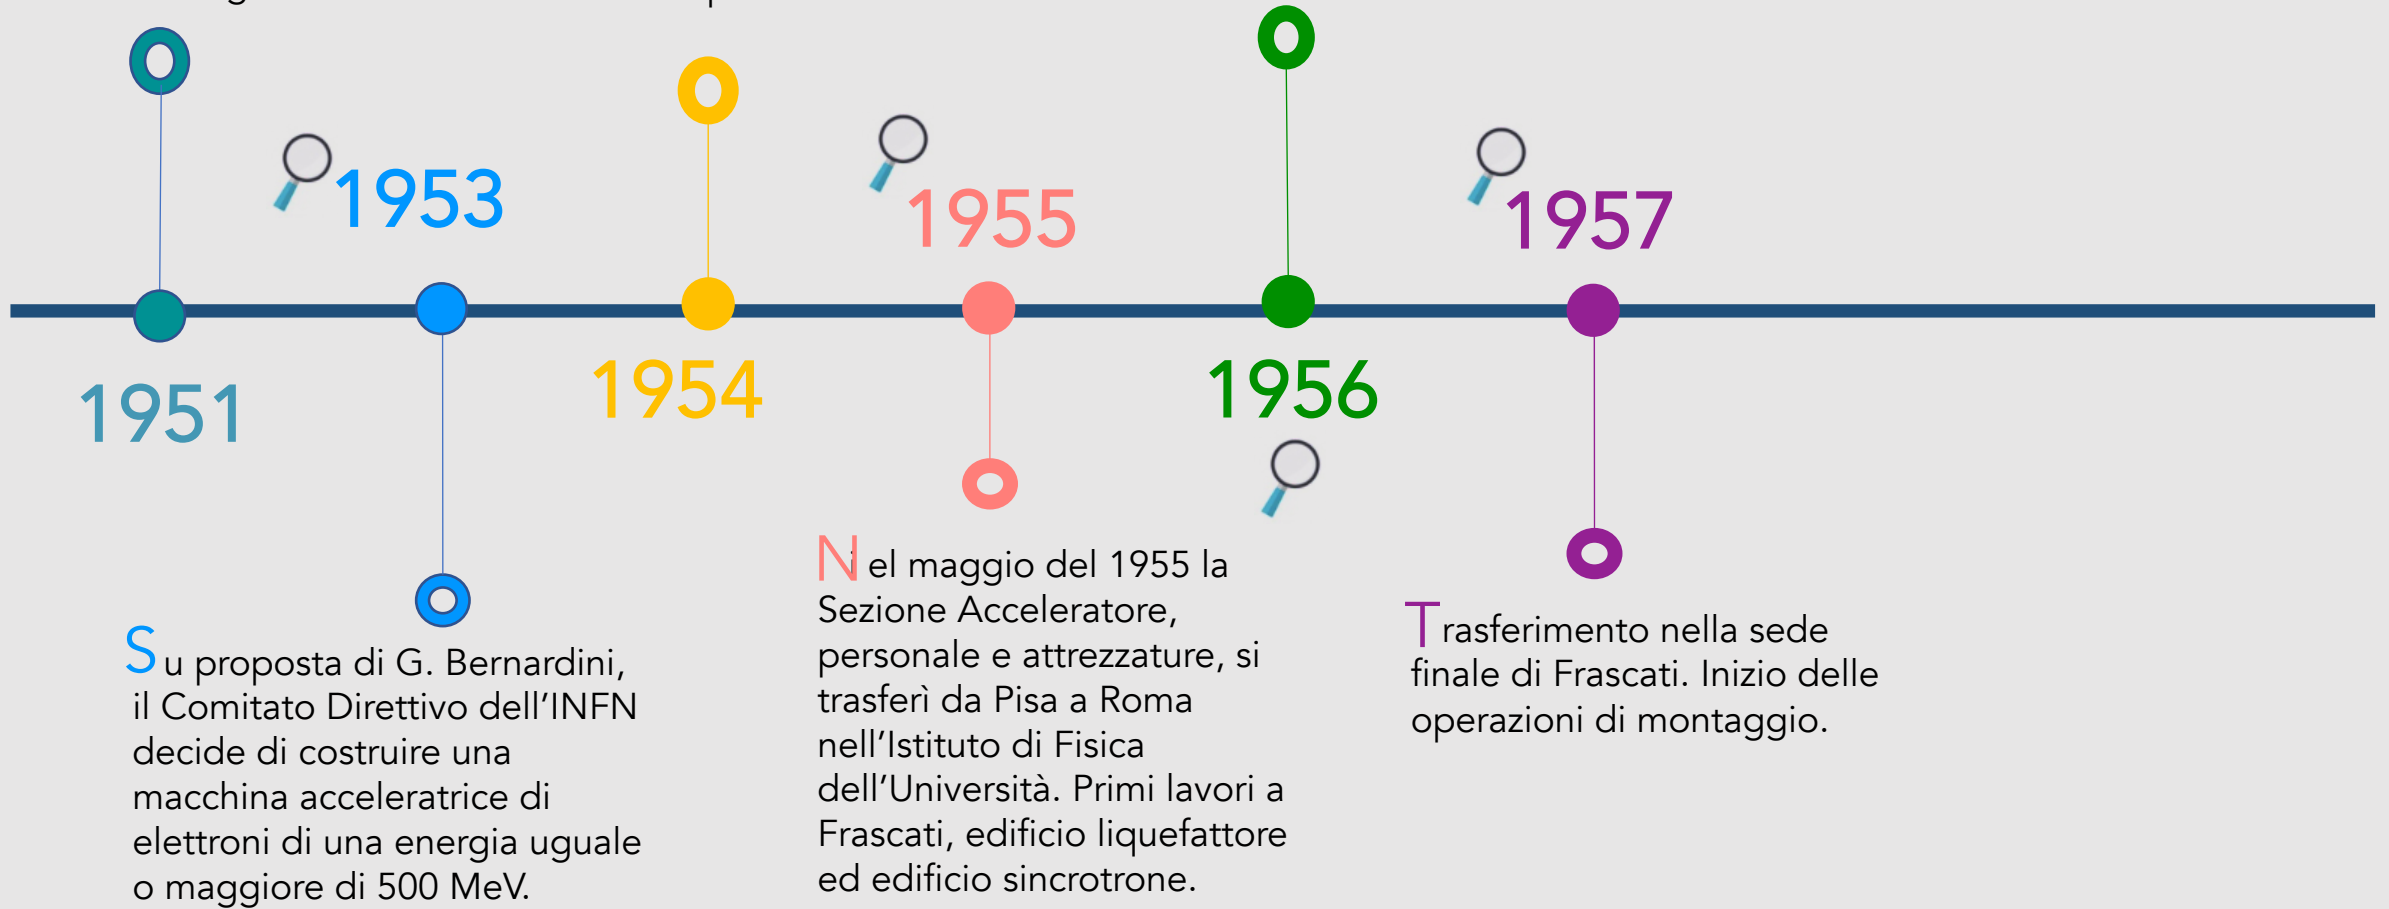 1953
1955
1957
1951
1954
1956
Su proposta di G. Bernardini,
il Comitato Direttivo dell'INFN
decide di costruire una
macchina acceleratrice di
elettroni di una energia uguale
o maggiore di 500 MeV.
Nel maggio del 1955 la
Sezione Acceleratore,
personale e attrezzature, si
trasferì da Pisa a Roma
nell'Istituto di Fisica
dell'Università. Primi lavori a
Frascati, edificio liquefattore
ed edificio sincrotrone.
Trasferimento nella sede
finale di Frascati. Inizio delle
operazioni di montaggio.